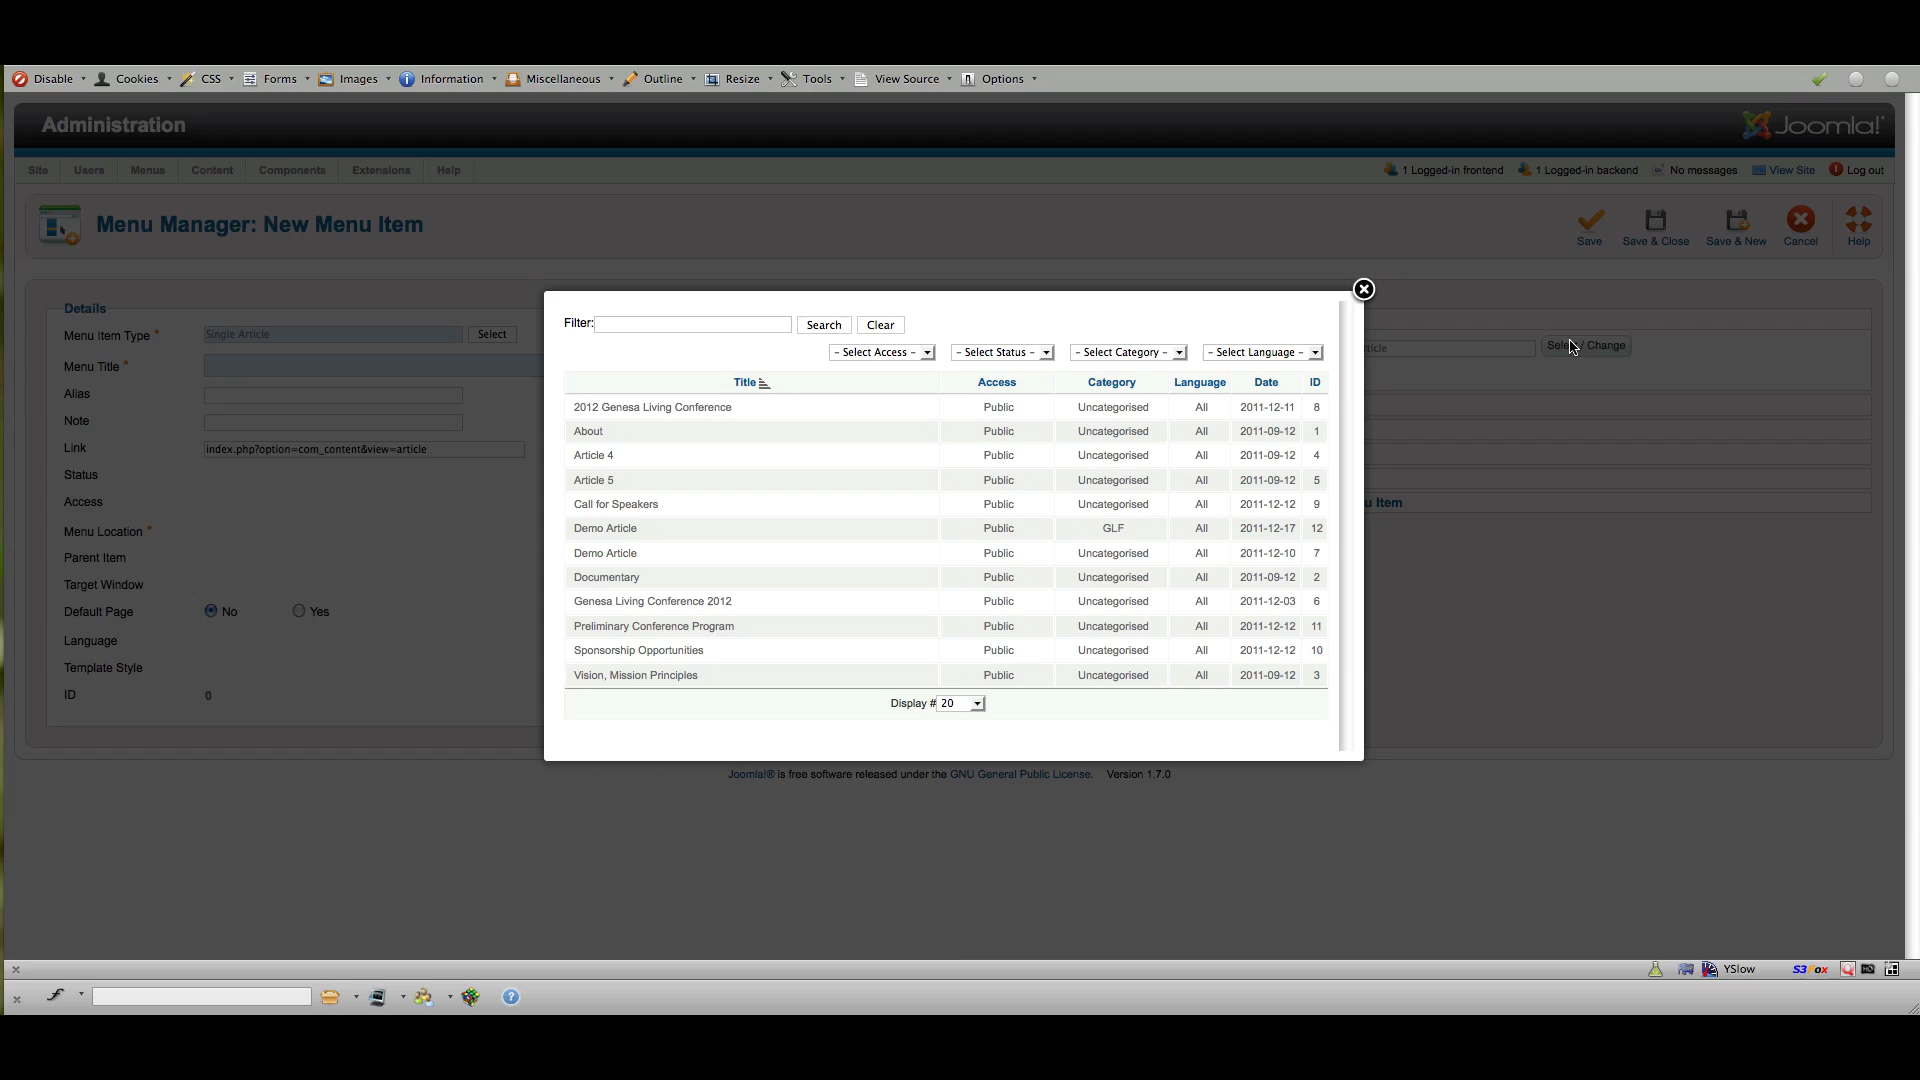 Disable Cookies CSS Forms Images Information Miscellaneous Outline Resize Tools View Source Options
Administration
Joomla!
Site Users Menus Content Components Extensions Help
1 Logged-in frontend 1 Logged-in backend No messages View Site Log out
Menu Manager: New Menu Item
Save Save & Close Save & New Cancel Help
Details
Menu Item Type * Single Article Select
Menu Title *
Alias
Note
Link index.php?option=com_content&view=article
Status
Access
Menu Location *
Parent Item
Target Window
Default Page No Yes
Language
Template Style
ID 0
Filter: Search Clear
- Select Access - - Select Status - - Select Category - - Select Language -
Title Access Category Language Date ID
2012 Genesa Living Conference Public Uncategorised All 2011-12-11 8
About Public Uncategorised All 2011-09-12 1
Article 4 Public Uncategorised All 2011-09-12 4
Article 5 Public Uncategorised All 2011-09-12 5
Call for Speakers Public Uncategorised All 2011-12-12 9
Demo Article Public GLF All 2011-12-17 12
Demo Article Public Uncategorised All 2011-12-10 7
Documentary Public Uncategorised All 2011-09-12 2
Genesa Living Conference 2012 Public Uncategorised All 2011-12-03 6
Preliminary Conference Program Public Uncategorised All 2011-12-12 11
Sponsorship Opportunities Public Uncategorised All 2011-12-12 10
Vision, Mission Principles Public Uncategorised All 2011-09-12 3
Display # 20
/ Change
Item
Joomla!® is free software released under the GNU General Public License. Version 1.7.0
YSlow S3Fox